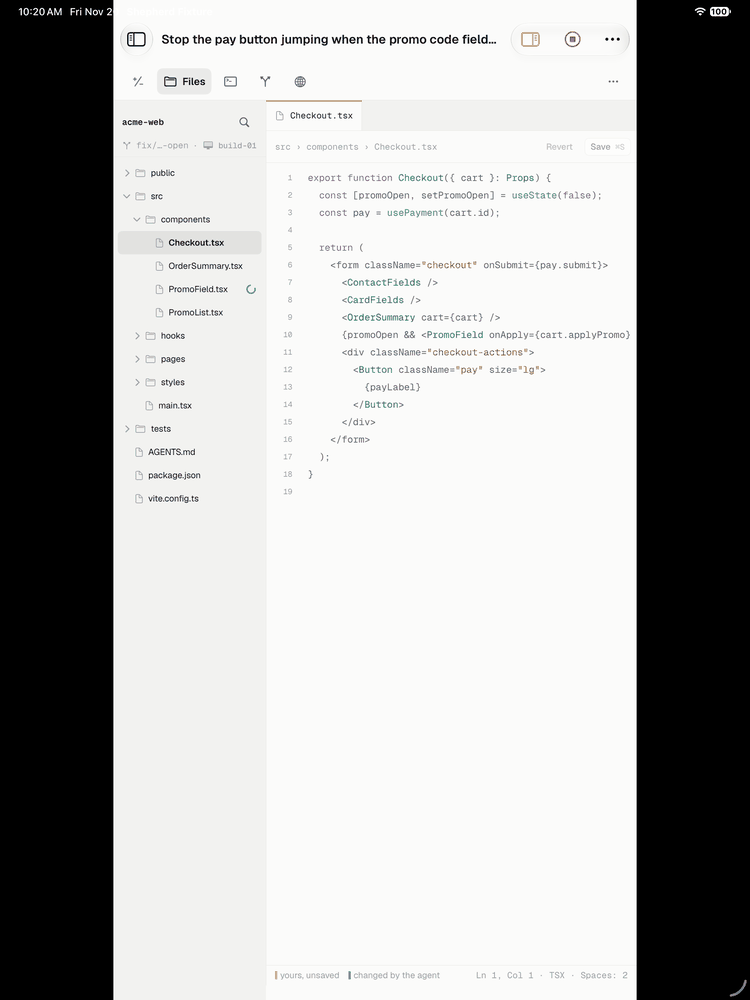 10:20 AM Fri Nov 2
100
Stop the pay button jumping when the promo code field...
Files
acme-web
fix/…-open · build-01
public
src
components
Checkout.tsx
OrderSummary.tsx
PromoField.tsx
PromoList.tsx
hooks
pages
styles
main.tsx
tests
AGENTS.md
package.json
vite.config.ts
Checkout.tsx
src › components › Checkout.tsx
Revert
Save ⌘S
1 export function Checkout({ cart }: Props) {
2 const [promoOpen, setPromoOpen] = useState(false);
3 const pay = usePayment(cart.id);
4
5 return (
6 <form className="checkout" onSubmit={pay.submit}>
7 <ContactFields />
8 <CardFields />
9 <OrderSummary cart={cart} />
10 {promoOpen && <PromoField onApply={cart.applyPromo}
11 <div className="checkout-actions">
12 <Button className="pay" size="lg">
13 {payLabel}
14 </Button>
15 </div>
16 </form>
17 );
18 }
19
yours, unsaved
changed by the agent
Ln 1, Col 1 · TSX · Spaces: 2